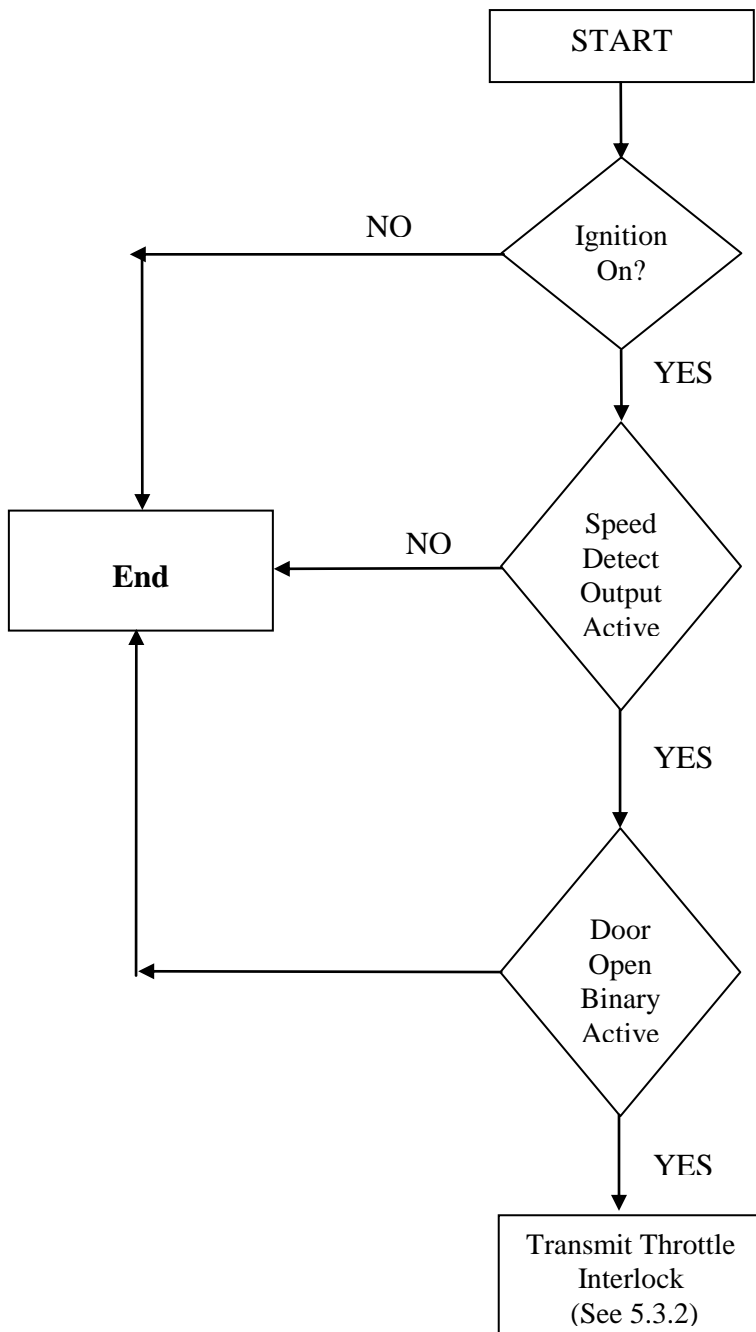 START
NO
Ignition
On?
YES
Speed
Detect
Output
Active
NO
End
YES
Door
Open
Binary
Active
YES
Transmit Throttle
Interlock
(See 5.3.2)